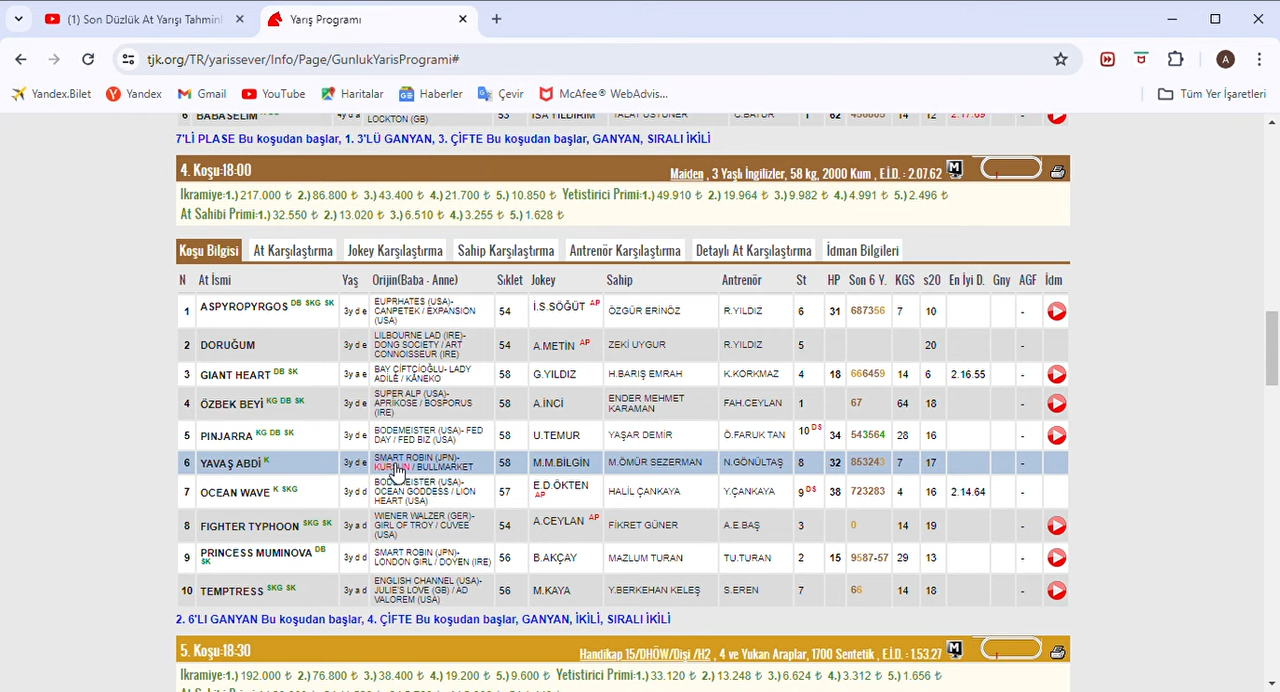 (1) Son Düzlük At Yarışı Tahminl
Yarış Programı
tjk.org/TR/yarissever/Info/Page/GunlukYarisProgrami#
A
Yandex.Bilet
Yandex
Gmail
YouTube
Haritalar
Haberler
Çevir
McAfee® WebAdvis...
Tüm Yer İşaretleri
6 BABASELIM LOCKTON (GB) 53 İSA YILDIRIM TALAT ÜSTÜNER C.BATUR 1 62 14 12 2.17.69 -
7'Lİ PLASE Bu koşudan başlar, 1. 3'LÜ GANYAN, 3. ÇİFTE Bu koşudan başlar, GANYAN, SIRALI İKİLİ
4. Koşu:18:00
Maiden , 3 Yaşlı İngilizler, 58 kg, 2000 Kum , E.İ.D. : 2.07.62
M
İkramiye:1.) 217.000 ₺ 2.) 86.800 ₺ 3.) 43.400 ₺ 4.) 21.700 ₺ 5.) 10.850 ₺ Yetistirici Primi:1.) 49.910 ₺ 2.) 19.964 ₺ 3.) 9.982 ₺ 4.) 4.991 ₺ 5.) 2.496 ₺
At Sahibi Primi:1.) 32.550 ₺ 2.) 13.020 ₺ 3.) 6.510 ₺ 4.) 3.255 ₺ 5.) 1.628 ₺
Koşu Bilgisi At Karşılaştırma Jokey Karşılaştırma Sahip Karşılaştırma Antrenör Karşılaştırma Detaylı At Karşılaştırma İdman Bilgileri
N At İsmi Yaş Orijin(Baba - Anne) Sıklet Jokey Sahip Antrenör St HP Son 6 Y. KGS s20 En İyi D. Gny AGF İdm
1 ASPYROPYRGOS DB SKG SK 3y d e EUPRHATES (USA)- CANPETEK / EXPANSION (USA) 54 İ.S.SÖĞÜT AP ÖZGÜR ERİNÖZ R.YILDIZ 6 31 687356 7 10 -
2 DORUĞUM 3y d e LILBOURNE LAD (IRE)- DONG SOCIETY / ART CONNOISSEUR (IRE) 54 A.METİN AP ZEKİ UYGUR R.YILDIZ 5 20 -
3 GIANT HEART DB SK 3y a e BAY ÇİFTÇİOĞLU- LADY ADILE / KÂNEKO 58 G.YILDIZ H.BARIŞ EMRAH K.KORKMAZ 4 18 666459 14 6 2.16.55 -
4 ÖZBEK BEYİ KG DB SK 3y d e SUPER ALP (USA)- APRIKOSE / BOSPORUS (IRE) 58 A.İNCİ ENDER MEHMET KARAMAN FAH.CEYLAN 1 67 64 18 -
5 PINJARRA KG DB SK 3y d e BODEMEISTER (USA)- FED DAY / FED BIZ (USA) 58 U.TEMUR YAŞAR DEMİR Ö.FARUK TAN 10 DS 34 543564 28 16 -
6 YAVAŞ ABDİ K 3y d e SMART ROBIN (JPN)- / BULLMARKET 58 M.M.BİLGİN M.ÖMÜR SEZERMAN N.GÖNÜLTAŞ 8 32 853243 7 17 -
7 OCEAN WAVE K SKG 3y d d BODEMEISTER (USA)- OCEAN GODDESS / LION HEART (USA) 57 E.D.ÖKTEN AP HALİL ÇANKAYA Y.ÇANKAYA 9 DS 38 723283 4 16 2.14.64 -
8 FIGHTER TYPHOON SKG SK 3y a d WIENER WALZER (GER)- GIRL OF TROY / CUVEE (USA) 54 A.CEYLAN AP FİKRET GÜNER A.E.BAŞ 3 0 14 19 -
9 PRINCESS MUMINOVA DB SK 3y d d SMART ROBIN (JPN)- LONDON GIRL / DOYEN (IRE) 56 B.AKÇAY MAZLUM TURAN TU.TURAN 2 15 9587-57 29 13 -
10 TEMPTRESS SKG SK 3y a d ENGLISH CHANNEL (USA)- JULIE'S LOVE (GB) / AD VALOREM (USA) 56 M.KAYA Y.BERKEHAN KELEŞ S.EREN 7 66 14 18 -
2. 6'LI GANYAN Bu koşudan başlar, 4. ÇİFTE Bu koşudan başlar, GANYAN, İKİLİ, SIRALI İKİLİ
5. Koşu:18:30
Handikap 15/DHÖW/Dişi /H2 , 4 ve Yukarı Araplar, 1700 Sentetik , E.İ.D. : 1.53.27
M
İkramiye:1.) 192.000 ₺ 2.) 76.800 ₺ 3.) 38.400 ₺ 4.) 19.200 ₺ 5.) 9.600 ₺ Yetistirici Primi:1.) 33.120 ₺ 2.) 13.248 ₺ 3.) 6.624 ₺ 4.) 3.312 ₺ 5.) 1.656 ₺